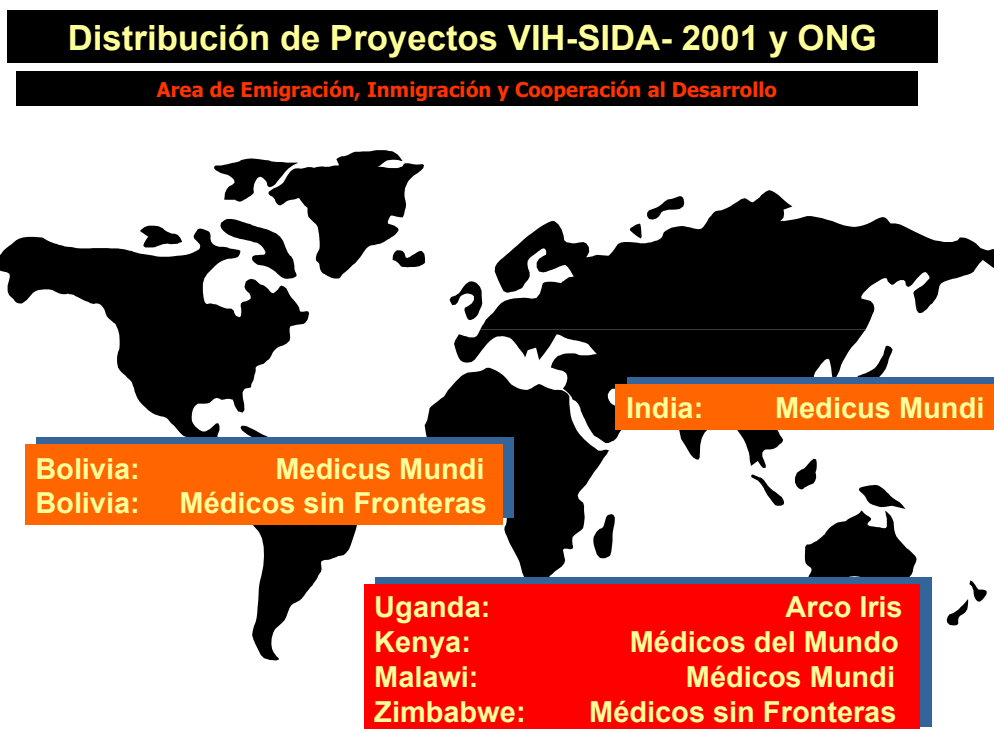 Distribución de Proyectos VIH-SIDA- 2001 y ONG
Area de Emigración, Inmigración y Cooperación al Desarrollo
India: Medicus Mundi
Bolivia: Medicus Mundi
Bolivia: Médicos sin Fronteras
Uganda: Arco Iris
Kenya: Médicos del Mundo
Malawi: Médicos Mundi
Zimbabwe: Médicos sin Fronteras